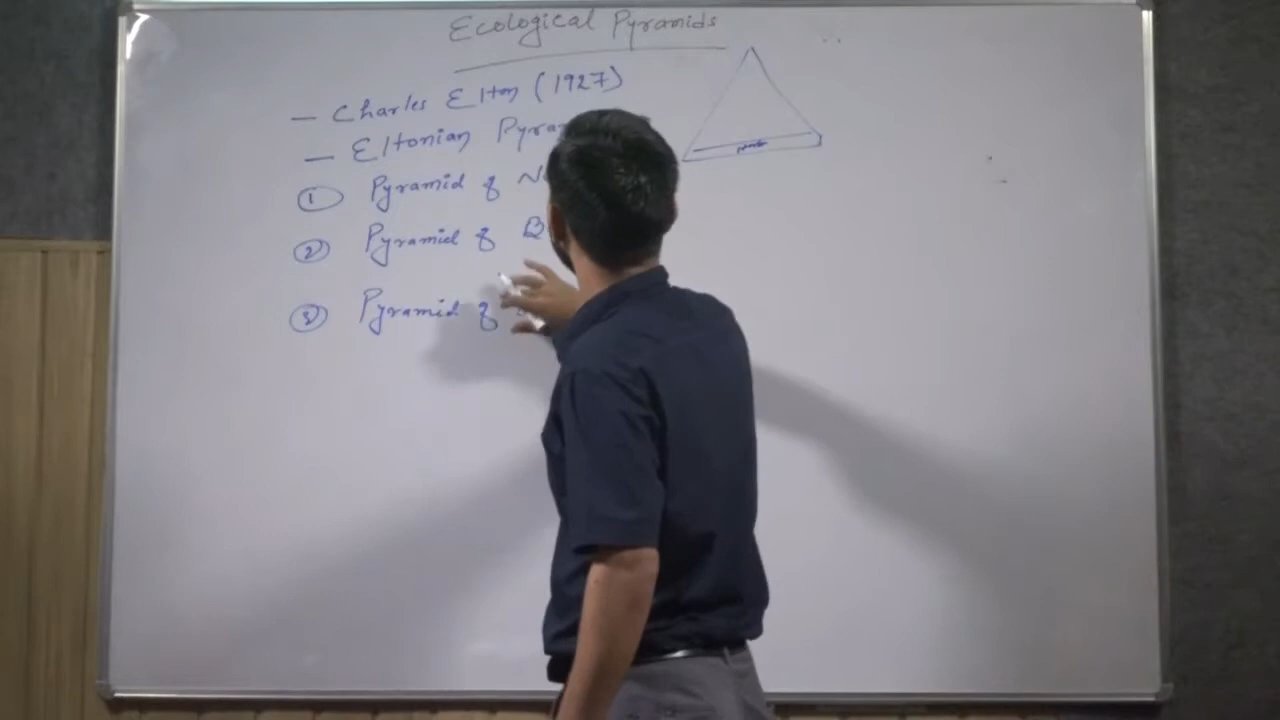 Ecological Pyramids
— Charles Elton (1927)
— Eltonian Pyra
① Pyramid of N
② Pyramid of B
③ Pyramid of